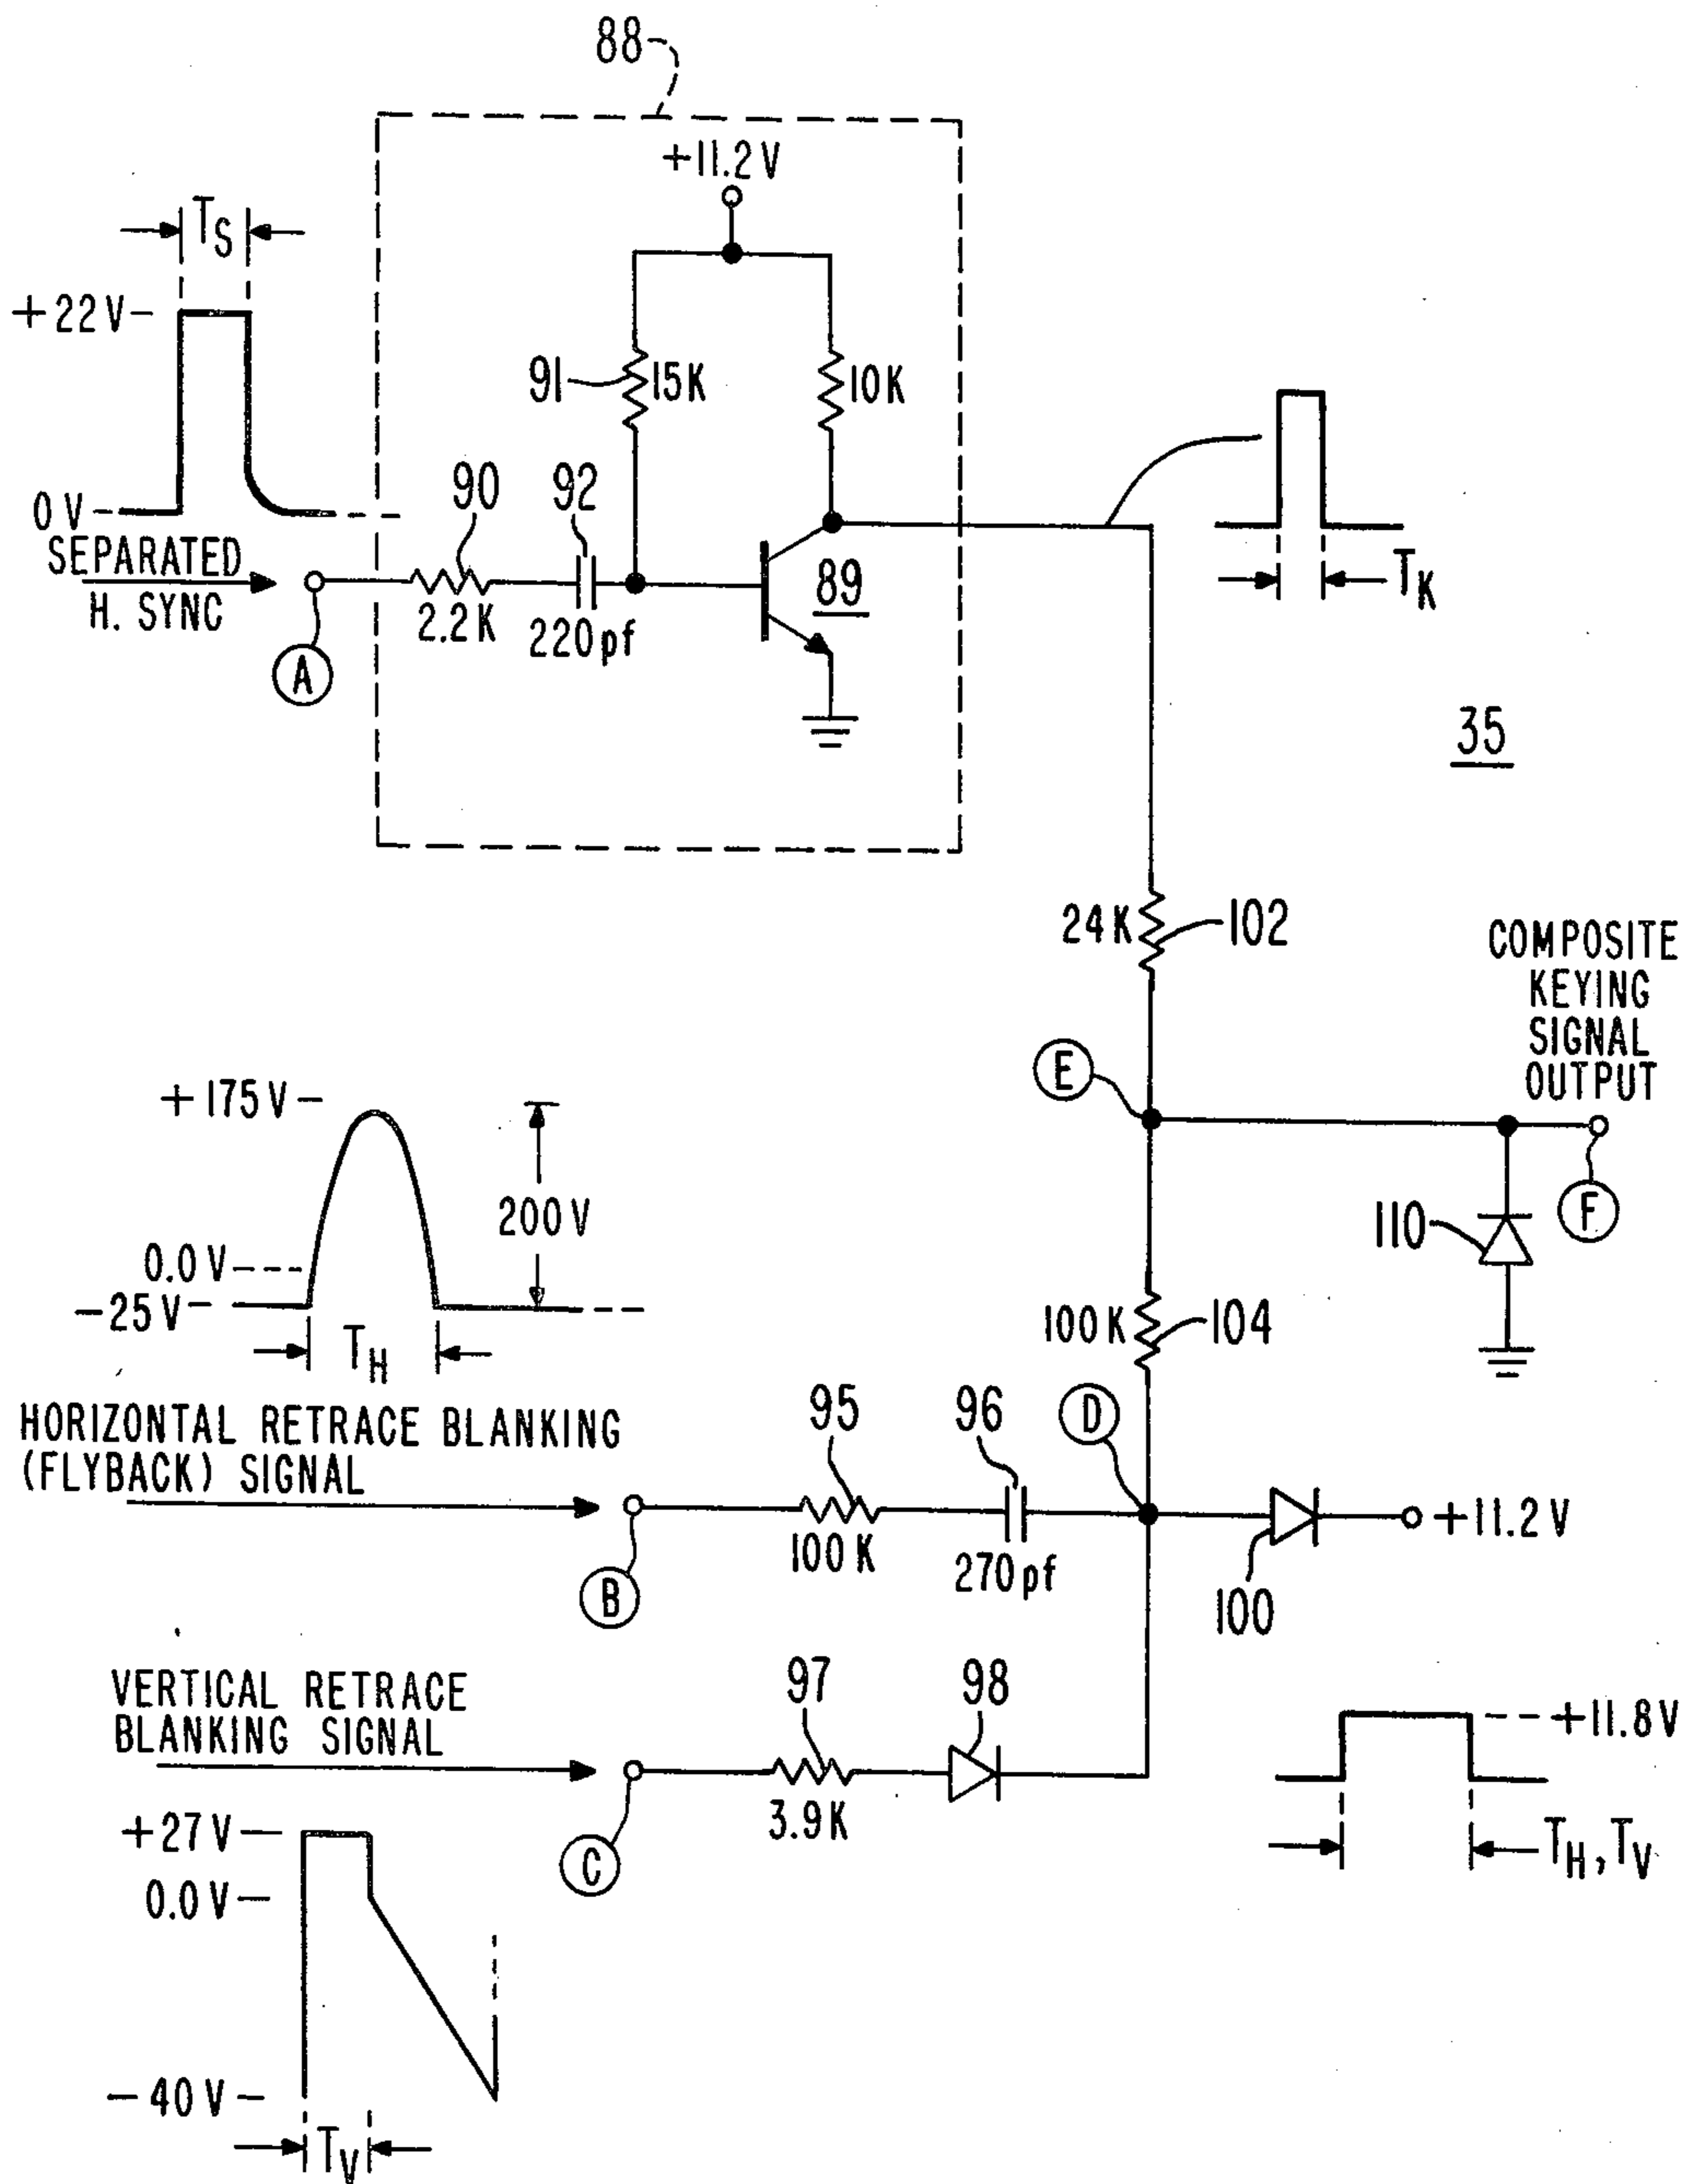 88
+11.2V
TS
+22V
91
15K
10K
90
92
0V
SEPARATED
H. SYNC
2.2K
220pf
89
TK
A
35
24K
102
COMPOSITE
KEYING
SIGNAL
OUTPUT
E
+175V
200V
110
F
0.0V
-25V
TH
100K
104
95
96
D
HORIZONTAL RETRACE BLANKING
(FLYBACK) SIGNAL
100K
270pf
+11.2V
B
100
VERTICAL RETRACE
BLANKING SIGNAL
97
98
+11.8V
3.9K
+27V
C
TH, TV
0.0V
-40V
TV